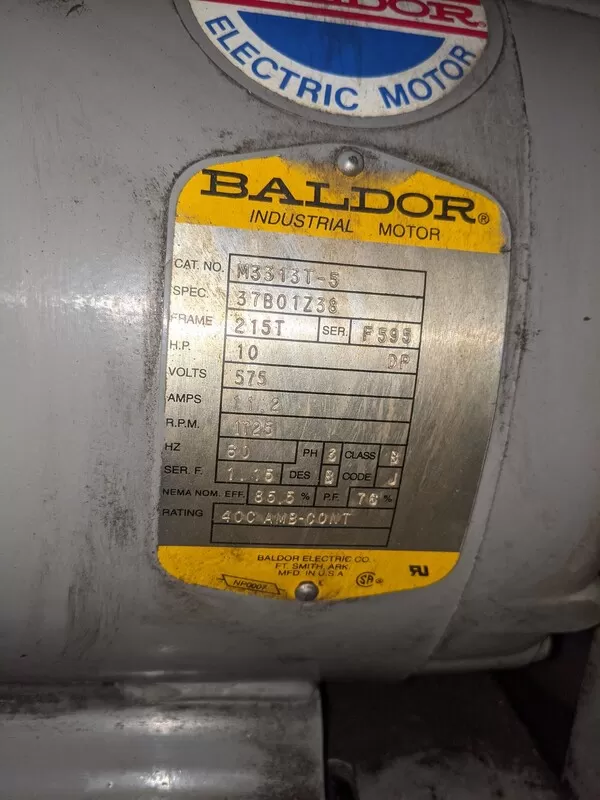 BALDOR
ELECTRIC MOTOR
BALDOR®
INDUSTRIAL MOTOR
CAT. NO. M3313T-5
SPEC. 37B01Z38
FRAME 215T SER. F593
H.P. 10 DP
VOLTS 575
AMPS 11.2
R.P.M. 1725
HZ 60 PH 3 CLASS B
SER. F. 1.15 DES B CODE J
NEMA NOM. EFF. 85.5 % P.F. 76 %
RATING 40C AMB-CONT
BALDOR ELECTRIC CO.
FT. SMITH, ARK.
MFD. IN U.S.A